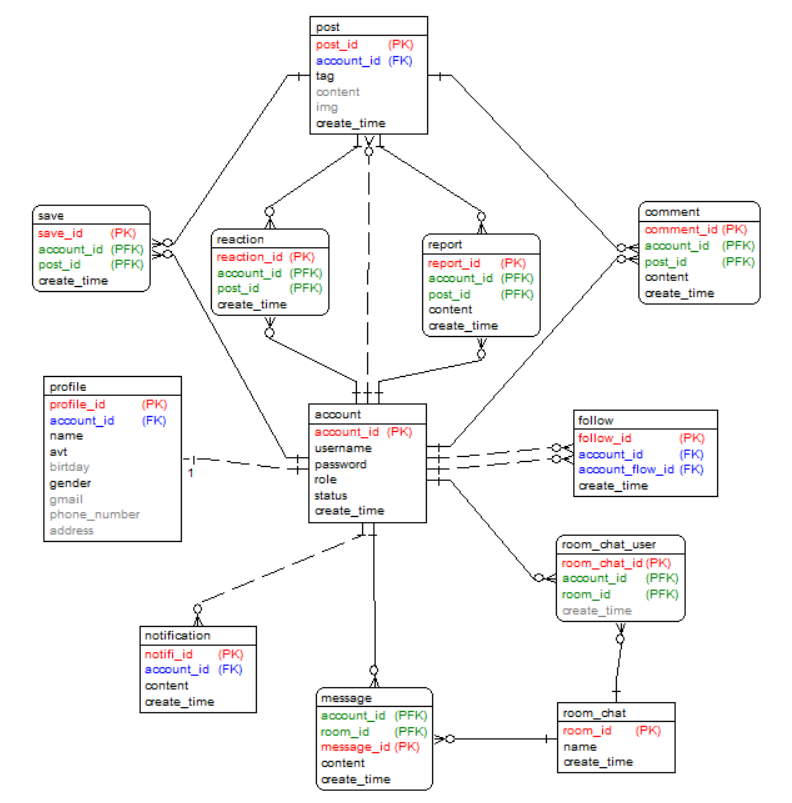 post
post_id (PK)
account_id (FK)
tag
content
img
create_time
save
save_id (PK)
account_id (PFK)
post_id (PFK)
create_time
reaction
reaction_id (PK)
account_id (PFK)
post_id (PFK)
create_time
report
report_id (PK)
account_id (PFK)
post_id (PFK)
content
create_time
comment
comment_id (PK)
account_id (PFK)
post_id (PFK)
content
create_time
profile
profile_id (PK)
account_id (FK)
name
avt
birtday
gender
gmail
phone_number
address
1
account
account_id (PK)
username
password
role
status
create_time
follow
follow_id (PK)
account_id (FK)
account_flow_id (FK)
create_time
room_chat_user
room_chat_id (PK)
account_id (PFK)
room_id (PFK)
create_time
notification
notifi_id (PK)
account_id (FK)
content
create_time
message
account_id (PFK)
room_id (PFK)
message_id (PK)
content
create_time
room_chat
room_id (PK)
name
create_time